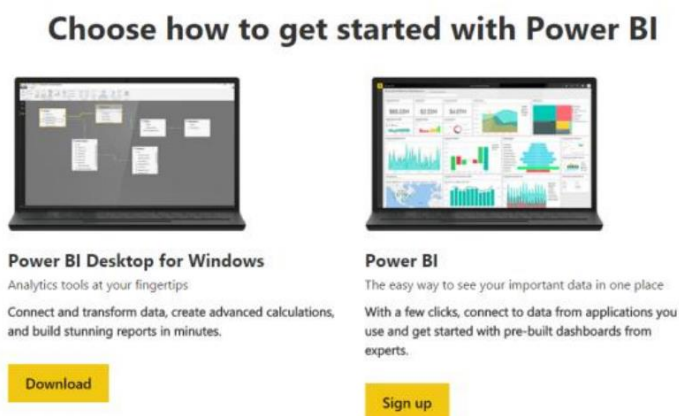 Choose how to get started with Power BI
Power BI Desktop for Windows
Analytics tools at your fingertips
Connect and transform data, create advanced calculations,
and build stunning reports in minutes.
Download
Power BI
The easy way to see your important data in one place
With a few clicks, connect to data from applications you
use and get started with pre-built dashboards from
experts.
Sign up